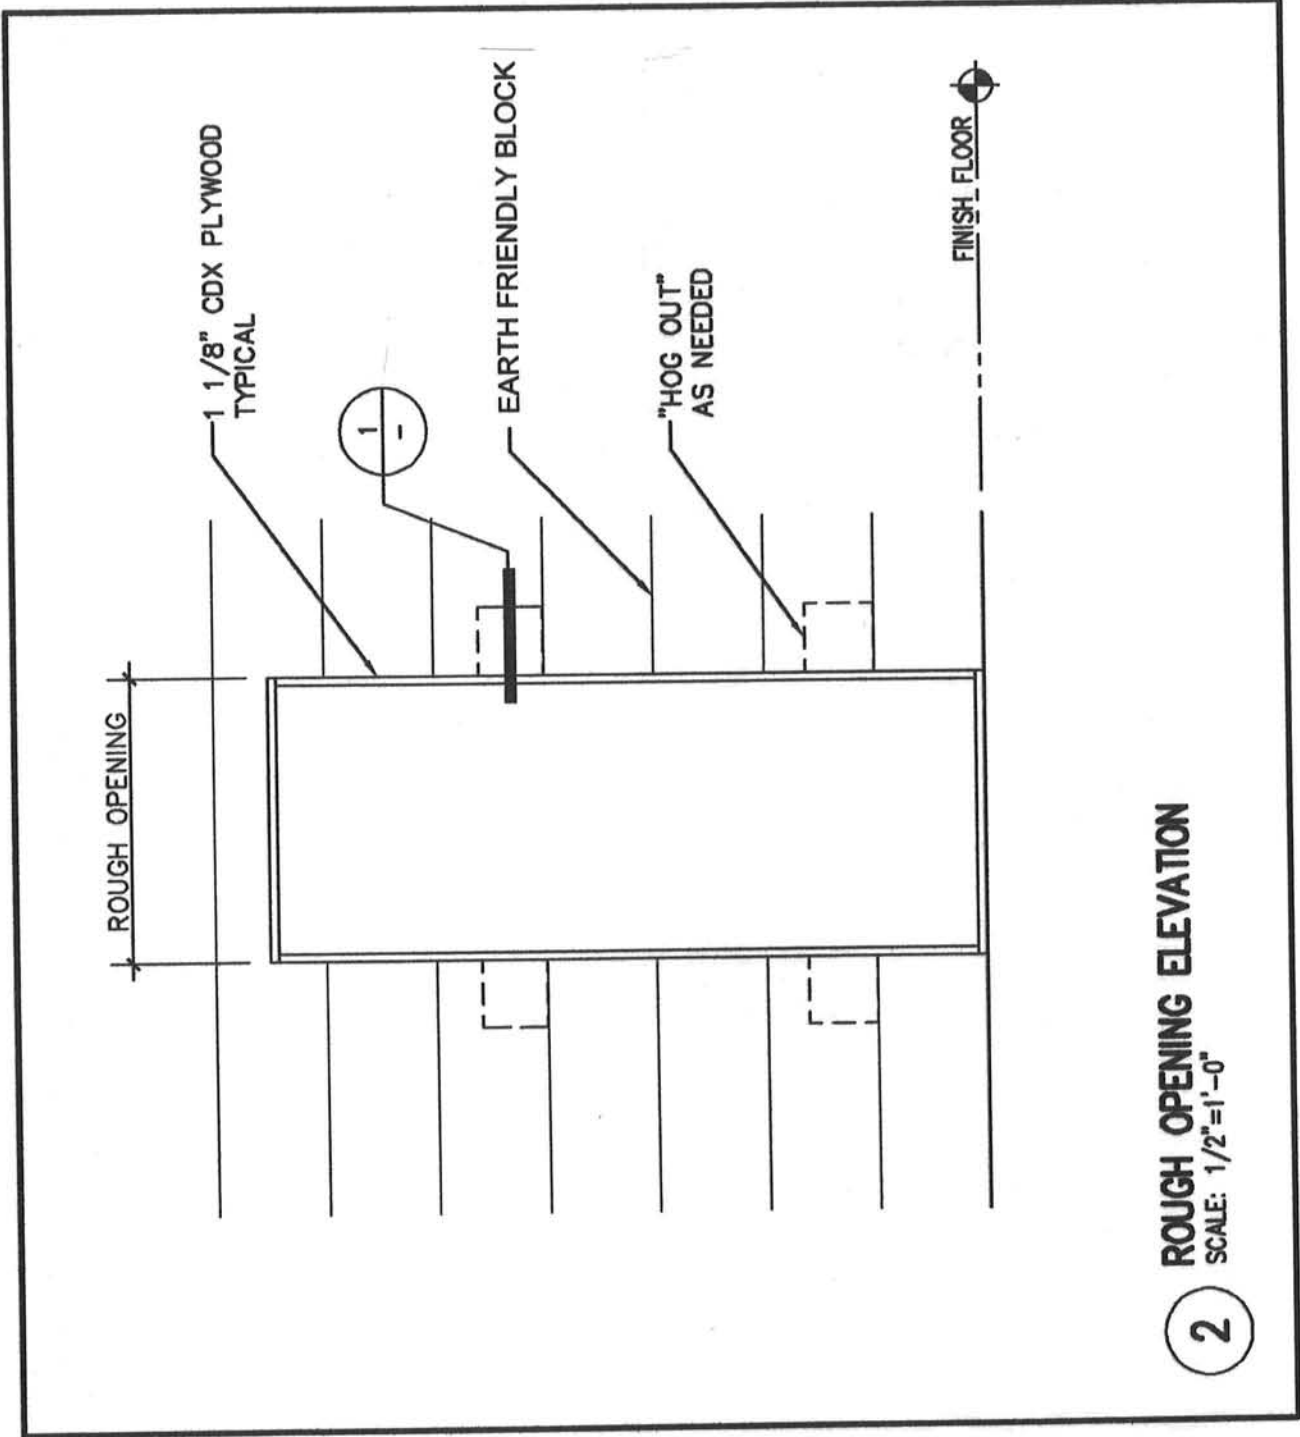 ROUGH OPENING
1 1/8" CDX PLYWOOD
TYPICAL
1
-
EARTH FRIENDLY BLOCK
"HOG OUT"
AS NEEDED
FINISH FLOOR
2
ROUGH OPENING ELEVATION
SCALE: 1/2"=1'-0"